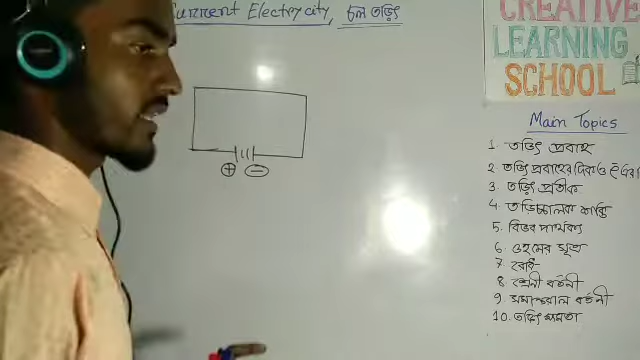 Current Electrycity, চল তড়িৎ
CREATIVE
LEARNING
SCHOOL
Main Topics
1. তড়িৎ প্রবাহ
2. তড়িৎ প্রবাহের দিক ও
3. তড়িৎ প্রতীক
4. তড়িচ্চালক শক্তি
5. বিভব পার্থক্য
6. ওহমের সূত্র
7. রোধ
8. শ্রেণী বর্তনী
9. সমান্তরাল বর্তনী
10. তড়িৎ ক্ষমতা
+ −